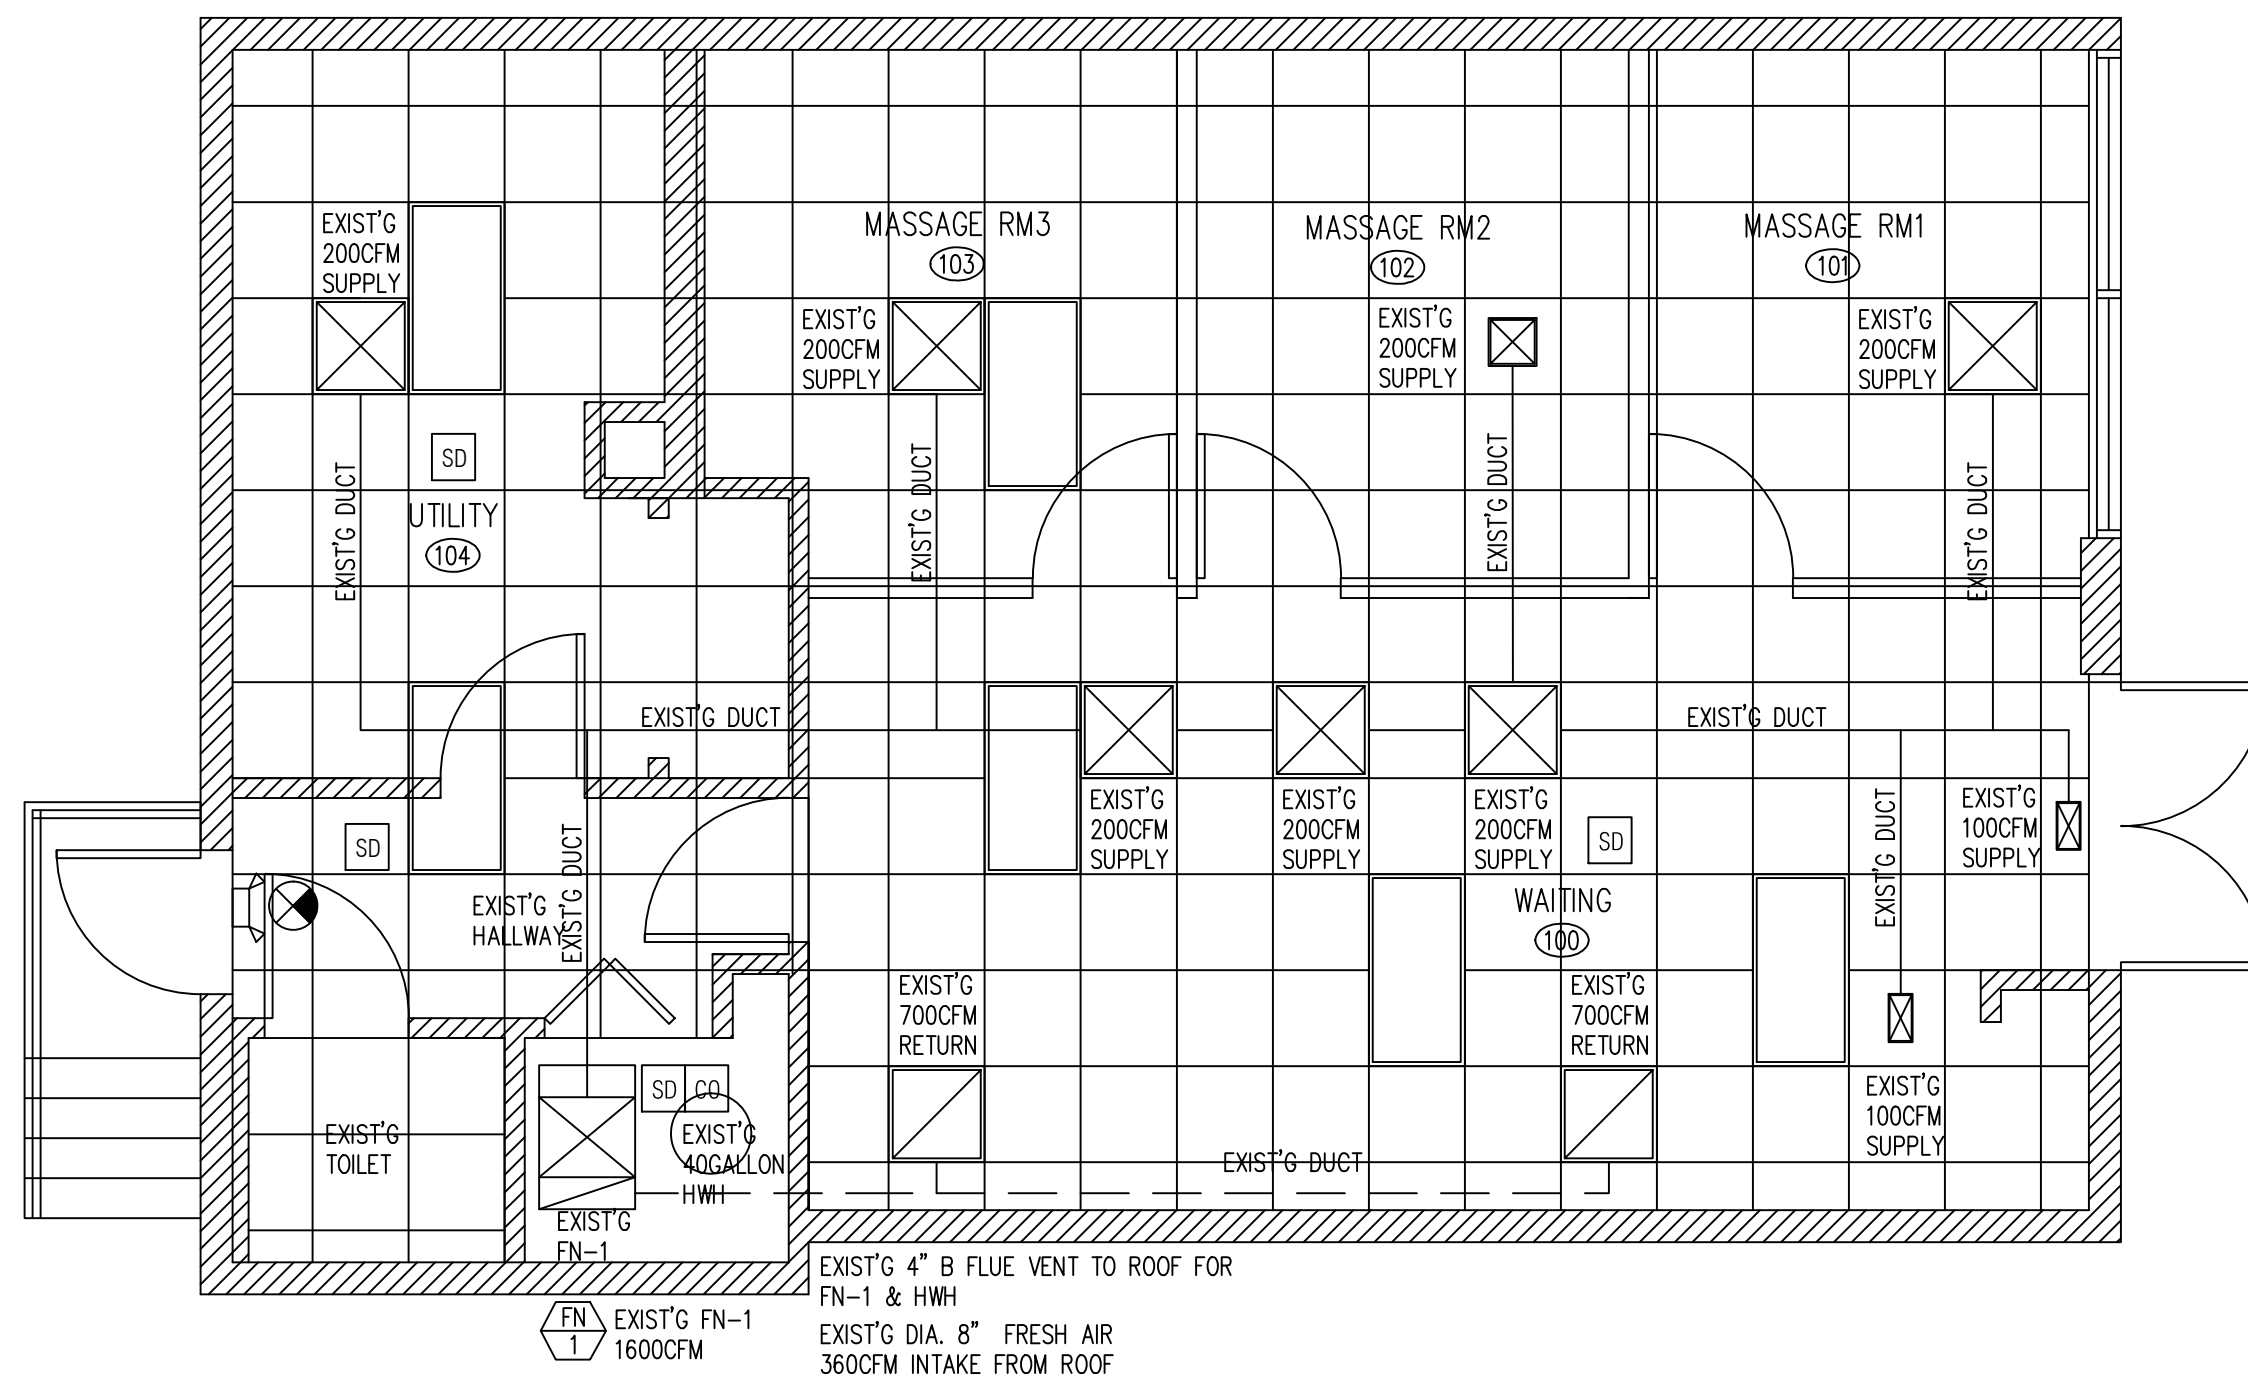 EXIST'G
200CFM
SUPPLY
MASSAGE RM3
103
MASSAGE RM2
102
MASSAGE RM1
101
EXIST'G
200CFM
SUPPLY
EXIST'G
200CFM
SUPPLY
EXIST'G
200CFM
SUPPLY
SD
UTILITY
104
EXIST'G DUCT
EXIST'G DUCT
EXIST'G DUCT
EXIST'G DUCT
EXIST'G DUCT
EXIST'G DUCT
EXIST'G
200CFM
SUPPLY
EXIST'G
200CFM
SUPPLY
EXIST'G
200CFM
SUPPLY
SD
EXIST'G DUCT
EXIST'G
100CFM
SUPPLY
SD
EXIST'G
HALLWAY
EXIST'G DUCT
WAITING
100
EXIST'G
700CFM
RETURN
EXIST'G
700CFM
RETURN
EXIST'G
100CFM
SUPPLY
EXIST'G
TOILET
SD
CO
EXIST'G
40GALLON
HWH
EXIST'G DUCT
EXIST'G
FN-1
FN
1
EXIST'G FN-1
1600CFM
EXIST'G 4" B FLUE VENT TO ROOF FOR
FN-1 & HWH
EXIST'G DIA. 8" FRESH AIR
360CFM INTAKE FROM ROOF